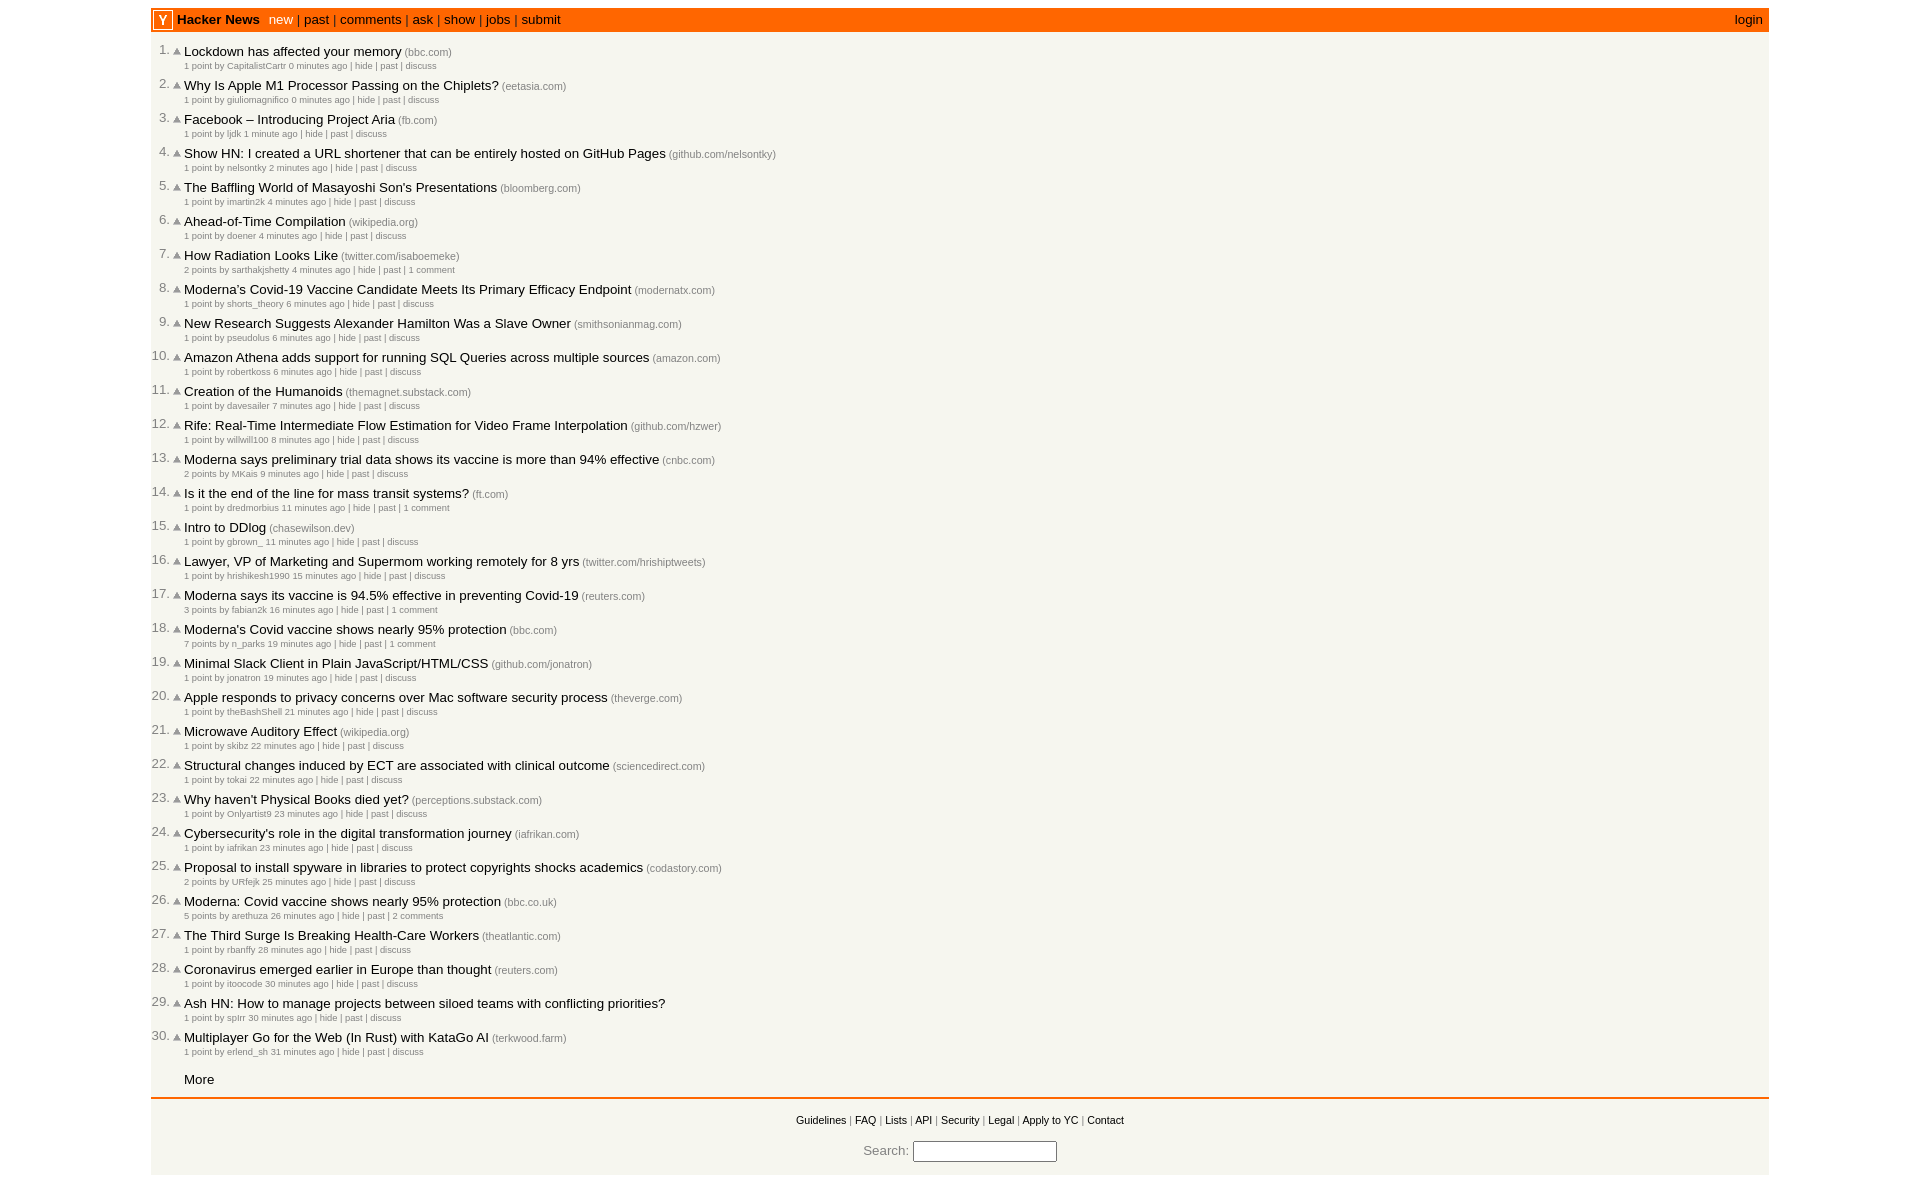 Y Hacker News new | past | comments | ask | show | jobs | submit login
1. Lockdown has affected your memory (bbc.com)
1 point by CapitalistCartr 0 minutes ago | hide | past | discuss
2. Why Is Apple M1 Processor Passing on the Chiplets? (eetasia.com)
1 point by giuliomagnifico 0 minutes ago | hide | past | discuss
3. Facebook – Introducing Project Aria (fb.com)
1 point by ljdk 1 minute ago | hide | past | discuss
4. Show HN: I created a URL shortener that can be entirely hosted on GitHub Pages (github.com/nelsontky)
1 point by nelsontky 2 minutes ago | hide | past | discuss
5. The Baffling World of Masayoshi Son's Presentations (bloomberg.com)
1 point by imartin2k 4 minutes ago | hide | past | discuss
6. Ahead-of-Time Compilation (wikipedia.org)
1 point by doener 4 minutes ago | hide | past | discuss
7. How Radiation Looks Like (twitter.com/isaboemeke)
2 points by sarthakjshetty 4 minutes ago | hide | past | 1 comment
8. Moderna's Covid-19 Vaccine Candidate Meets Its Primary Efficacy Endpoint (modernatx.com)
1 point by shorts_theory 6 minutes ago | hide | past | discuss
9. New Research Suggests Alexander Hamilton Was a Slave Owner (smithsonianmag.com)
1 point by pseudolus 6 minutes ago | hide | past | discuss
10. Amazon Athena adds support for running SQL Queries across multiple sources (amazon.com)
1 point by robertkoss 6 minutes ago | hide | past | discuss
11. Creation of the Humanoids (themagnet.substack.com)
1 point by davesailer 7 minutes ago | hide | past | discuss
12. Rife: Real-Time Intermediate Flow Estimation for Video Frame Interpolation (github.com/hzwer)
1 point by willwill100 8 minutes ago | hide | past | discuss
13. Moderna says preliminary trial data shows its vaccine is more than 94% effective (cnbc.com)
2 points by MKais 9 minutes ago | hide | past | discuss
14. Is it the end of the line for mass transit systems? (ft.com)
1 point by dredmorbius 11 minutes ago | hide | past | 1 comment
15. Intro to DDlog (chasewilson.dev)
1 point by gbrown_ 11 minutes ago | hide | past | discuss
16. Lawyer, VP of Marketing and Supermom working remotely for 8 yrs (twitter.com/hrishiptweets)
1 point by hrishikesh1990 15 minutes ago | hide | past | discuss
17. Moderna says its vaccine is 94.5% effective in preventing Covid-19 (reuters.com)
3 points by fabian2k 16 minutes ago | hide | past | 1 comment
18. Moderna's Covid vaccine shows nearly 95% protection (bbc.com)
7 points by n_parks 19 minutes ago | hide | past | 1 comment
19. Minimal Slack Client in Plain JavaScript/HTML/CSS (github.com/jonatron)
1 point by jonatron 19 minutes ago | hide | past | discuss
20. Apple responds to privacy concerns over Mac software security process (theverge.com)
1 point by theBashShell 21 minutes ago | hide | past | discuss
21. Microwave Auditory Effect (wikipedia.org)
1 point by skibz 22 minutes ago | hide | past | discuss
22. Structural changes induced by ECT are associated with clinical outcome (sciencedirect.com)
1 point by tokai 22 minutes ago | hide | past | discuss
23. Why haven't Physical Books died yet? (perceptions.substack.com)
1 point by Onlyartist9 23 minutes ago | hide | past | discuss
24. Cybersecurity's role in the digital transformation journey (iafrikan.com)
1 point by iafrikan 23 minutes ago | hide | past | discuss
25. Proposal to install spyware in libraries to protect copyrights shocks academics (codastory.com)
2 points by URfejk 25 minutes ago | hide | past | discuss
26. Moderna: Covid vaccine shows nearly 95% protection (bbc.co.uk)
5 points by arethuza 26 minutes ago | hide | past | 2 comments
27. The Third Surge Is Breaking Health-Care Workers (theatlantic.com)
1 point by rbanffy 28 minutes ago | hide | past | discuss
28. Coronavirus emerged earlier in Europe than thought (reuters.com)
1 point by itoocode 30 minutes ago | hide | past | discuss
29. Ash HN: How to manage projects between siloed teams with conflicting priorities?
1 point by splrr 30 minutes ago | hide | past | discuss
30. Multiplayer Go for the Web (In Rust) with KataGo AI (terkwood.farm)
1 point by erlend_sh 31 minutes ago | hide | past | discuss
More
Guidelines | FAQ | Lists | API | Security | Legal | Apply to YC | Contact
Search: